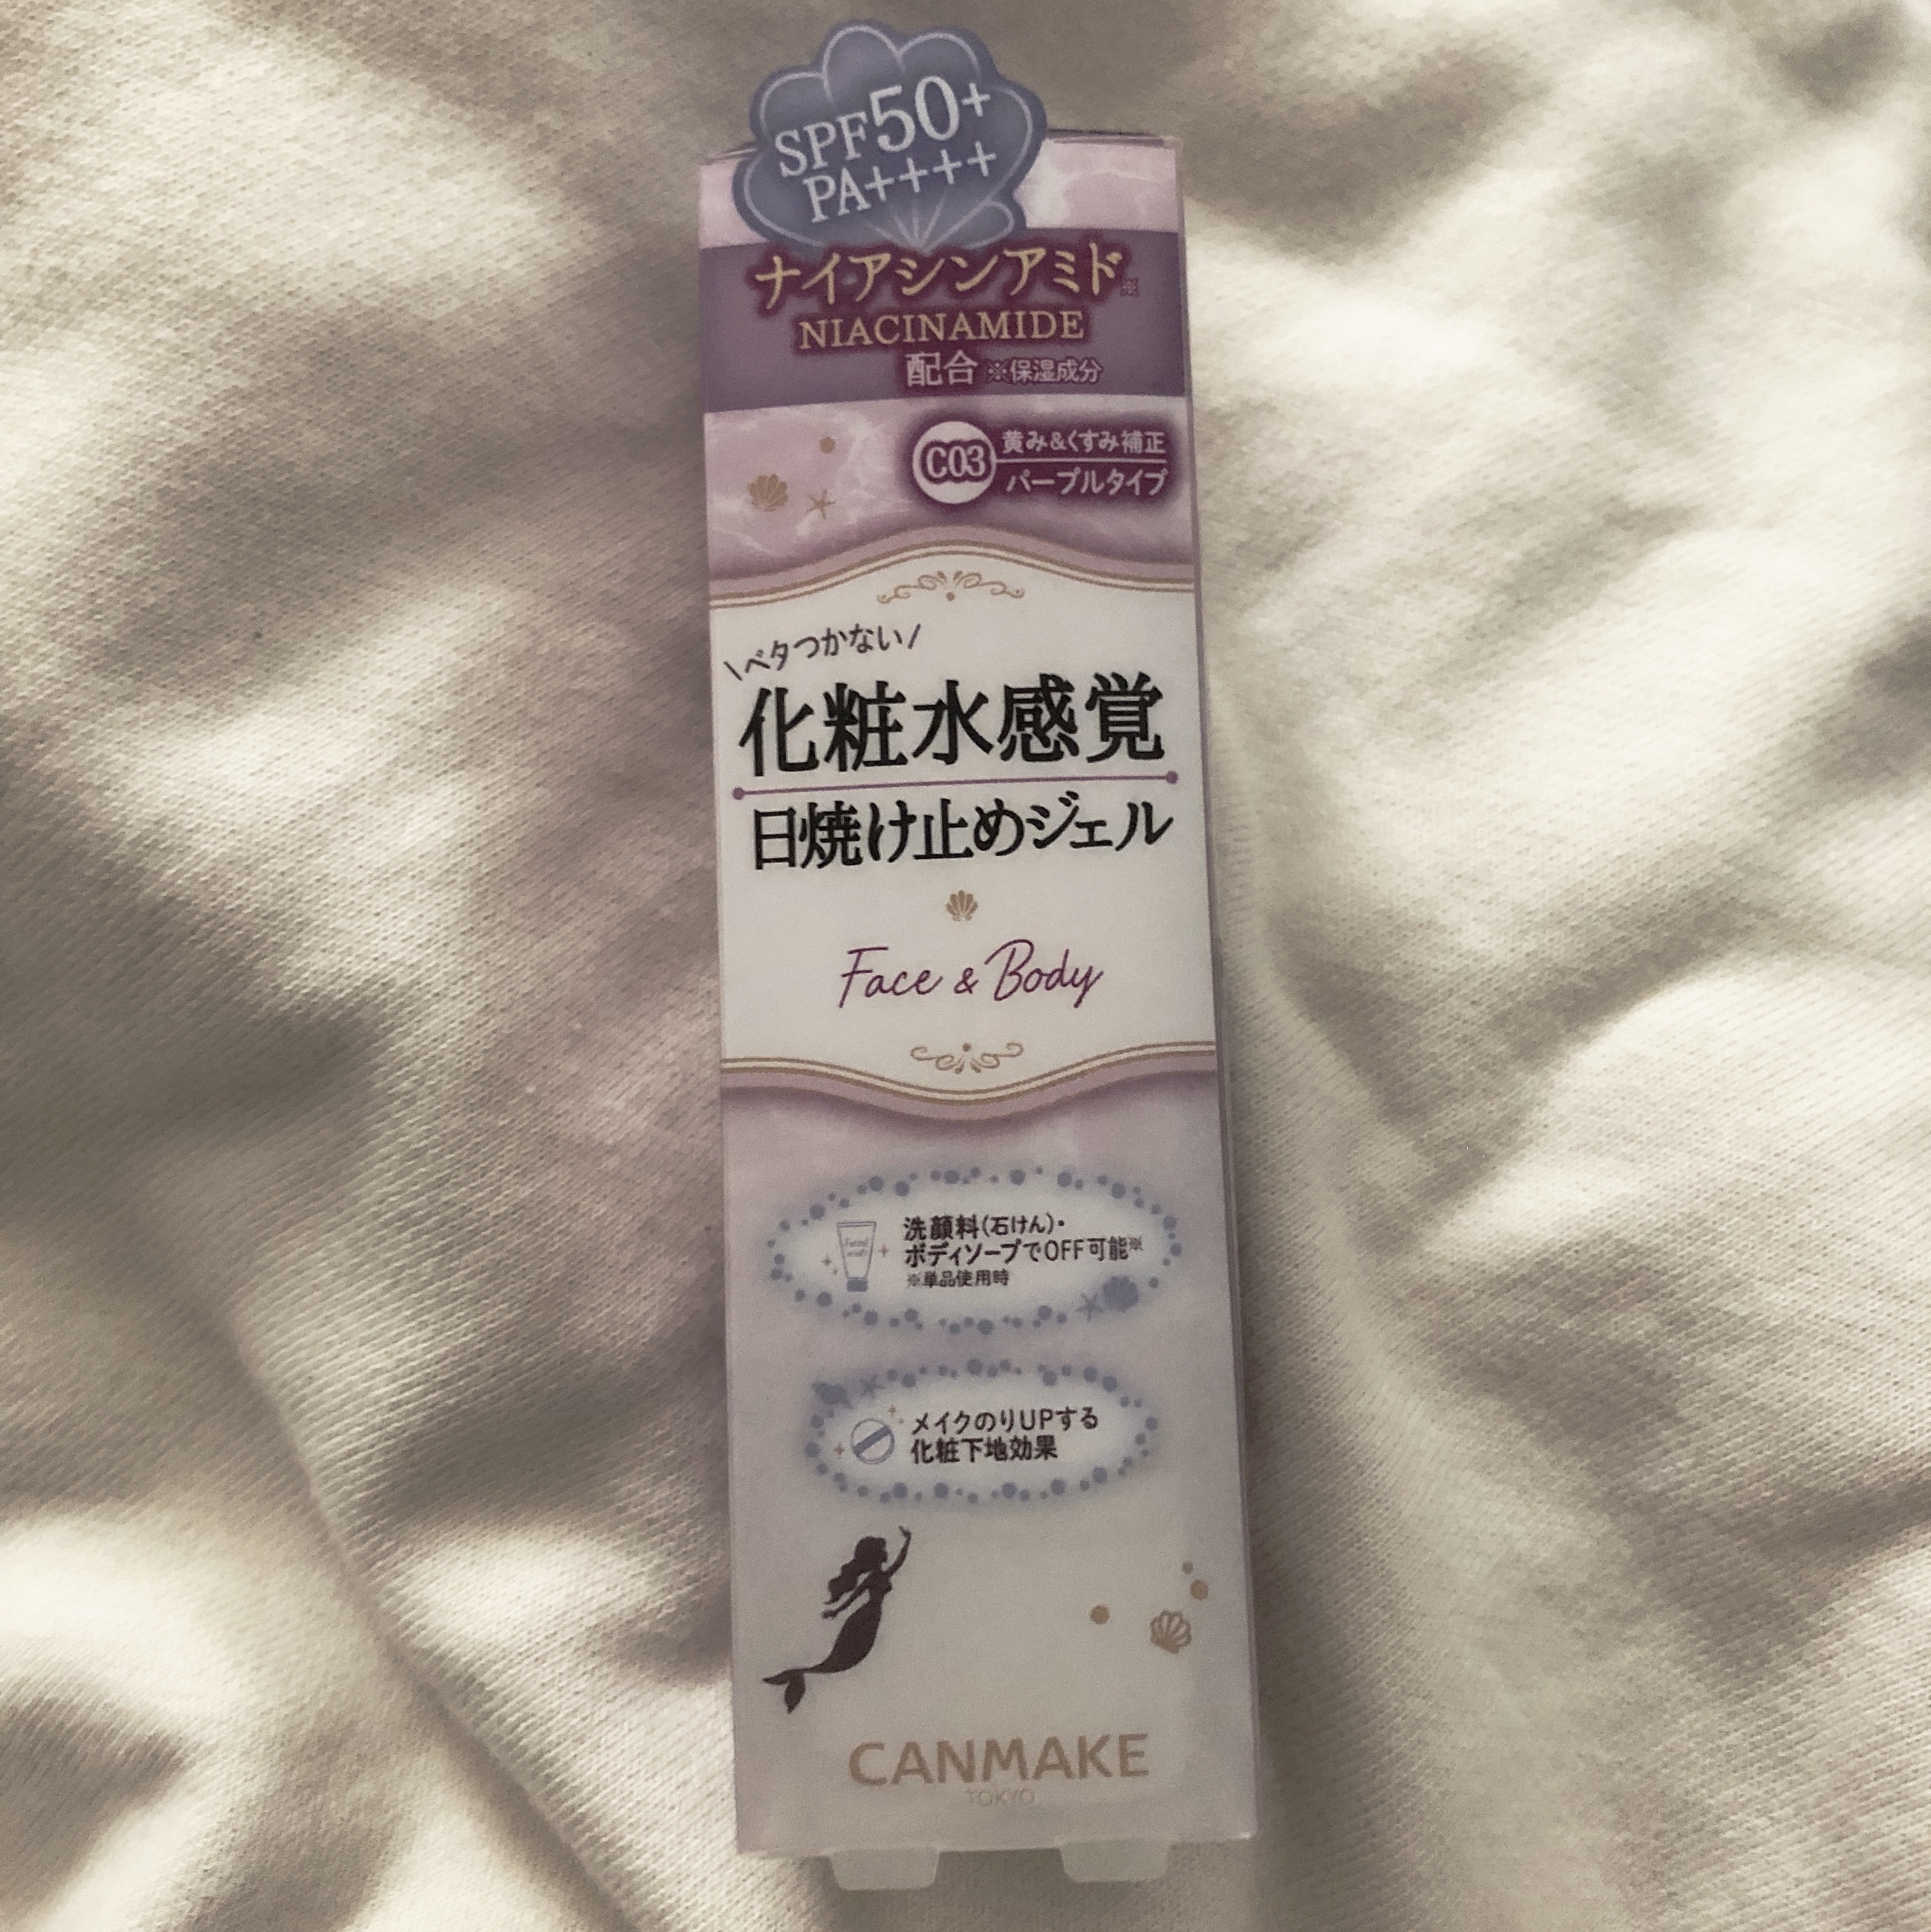 SPF50+
PA++++
ナイアシンアミド※
NIACINAMIDE
配合 ※保湿成分
C03 黄み&くすみ補正
パープルタイプ
\ベタつかない/
化粧水感覚
日焼け止めジェル
Face & Body
洗顔料(石けん)・
ボディソープでOFF可能※
※単品使用時
メイクのりUPする
化粧下地効果
CANMAKE
TOKYO